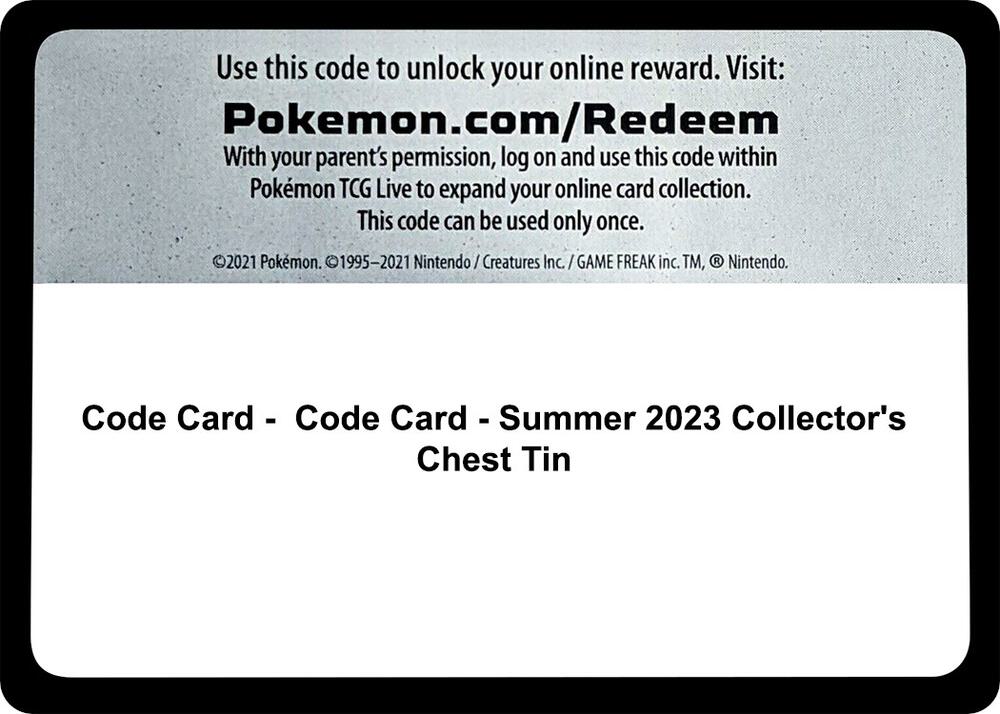 Use this code to unlock your online reward. Visit:
Pokemon.com/Redeem
With your parent's permission, log on and use this code within
Pokémon TCG Live to expand your online card collection.
This code can be used only once.
©2021 Pokémon. ©1995–2021 Nintendo / Creatures Inc. / GAME FREAK inc. TM, ® Nintendo.
Code Card -  Code Card - Summer 2023 Collector's
Chest Tin